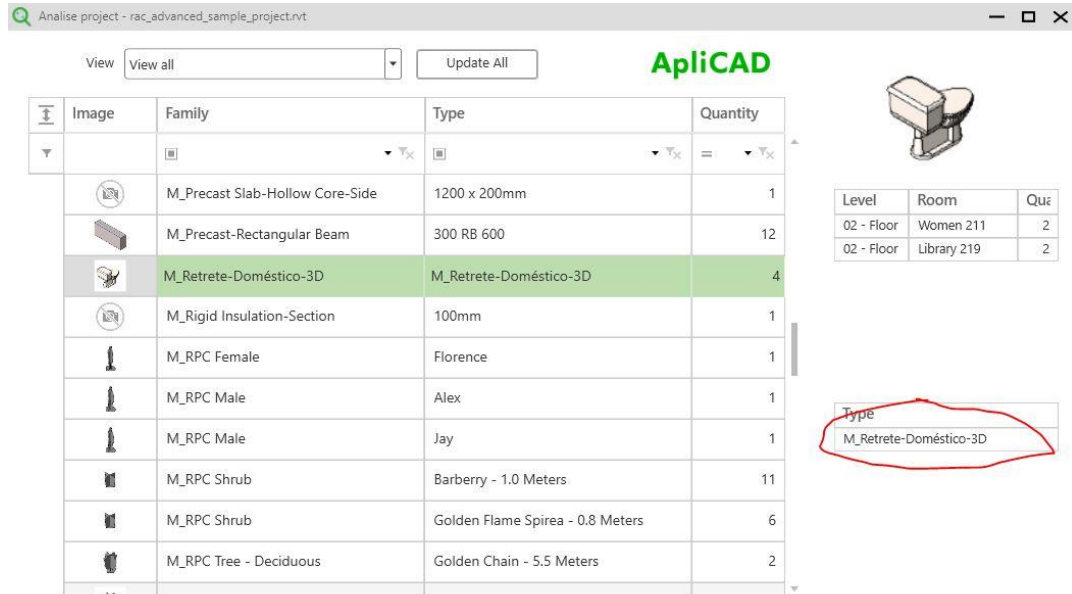 Analise project - rac_advanced_sample_project.rvt
View View all Update All ApliCAD
Image Family Type Quantity
=
M_Precast Slab-Hollow Core-Side 1200 x 200mm 1
M_Precast-Rectangular Beam 300 RB 600 12
M_Retrete-Doméstico-3D M_Retrete-Doméstico-3D 4
M_Rigid Insulation-Section 100mm 1
M_RPC Female Florence 1
M_RPC Male Alex 1
M_RPC Male Jay 1
M_RPC Shrub Barberry - 1.0 Meters 11
M_RPC Shrub Golden Flame Spirea - 0.8 Meters 6
M_RPC Tree - Deciduous Golden Chain - 5.5 Meters 2
Level Room Qua
02 - Floor Women 211 2
02 - Floor Library 219 2
Type
M_Retrete-Doméstico-3D